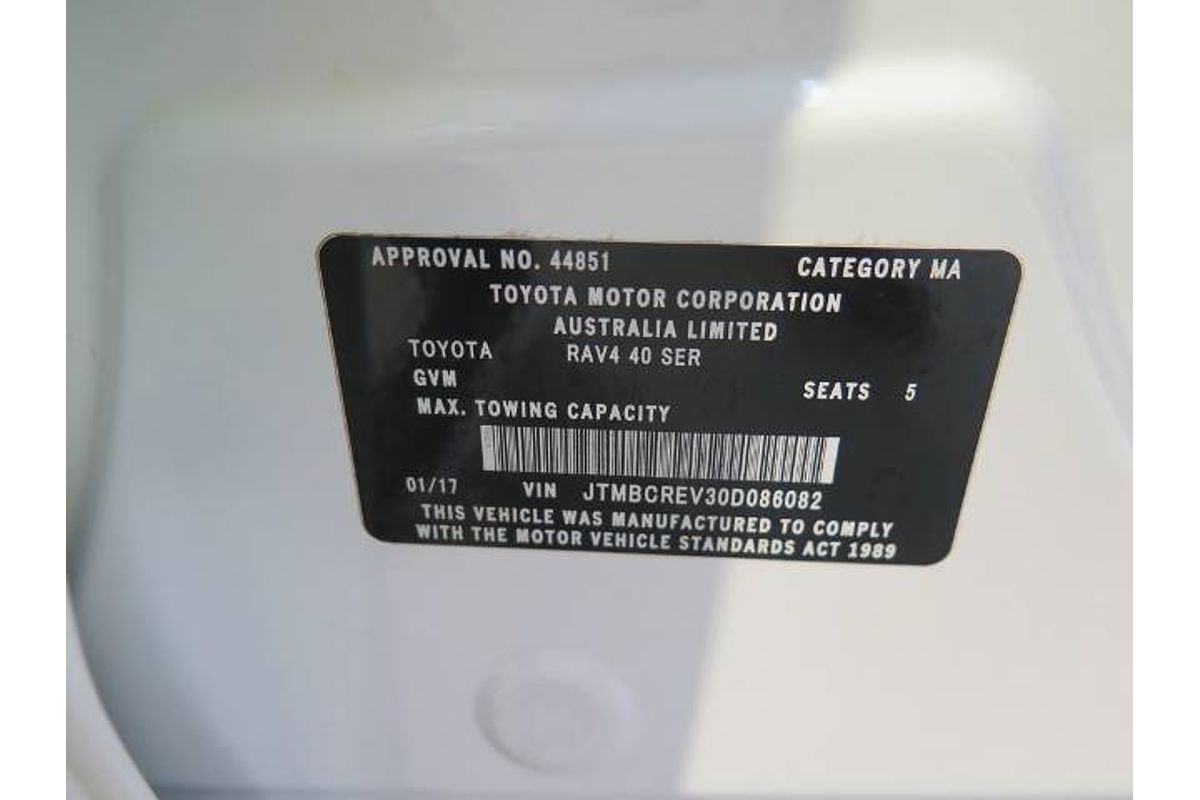 APPROVAL NO. 44851 CATEGORY MA
TOYOTA MOTOR CORPORATION
AUSTRALIA LIMITED
TOYOTA RAV4 40 SER
GVM SEATS 5
MAX. TOWING CAPACITY
01/17 VIN JTMBCREV30D086082
THIS VEHICLE WAS MANUFACTURED TO COMPLY
WITH THE MOTOR VEHICLE STANDARDS ACT 1989